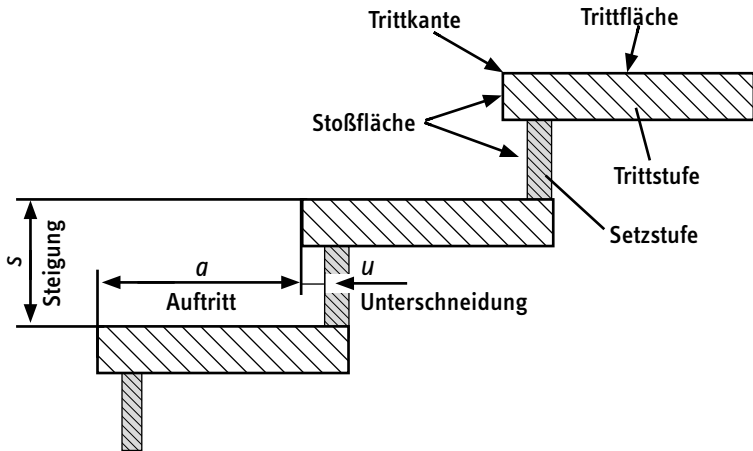 Trittkante
Trittfläche
Stoßfläche
Trittstufe
Setzstufe
s
Steigung
a
Auftritt
u
Unterschneidung